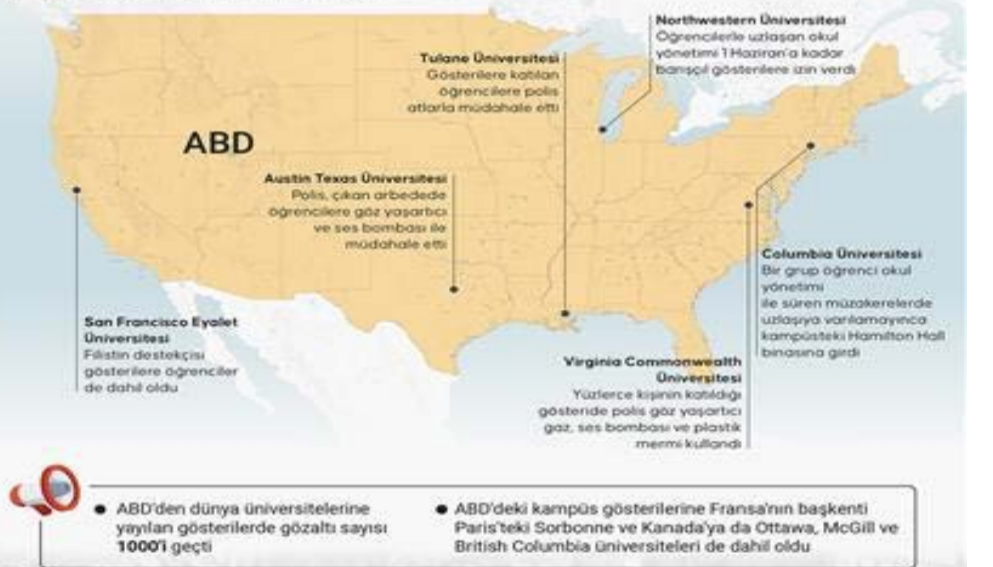 Northwestern Üniversitesi
Öğrencilerle uzlaşan okul
yönetimi 1 Haziran'a kadar
barışçıl gösterilere izin verdi
Tulane Üniversitesi
Gösterilere katılan
öğrencilere polis
atlarla müdahale etti
ABD
Austin Texas Üniversitesi
Polis, çıkan arbedede
öğrencilere göz yaşartıcı
ve ses bombası ile
müdahale etti
Columbia Üniversitesi
Bir grup öğrenci okul
yönetimi
ile süren müzakerelerde
uzlaşıya varılamayınca
kampüsteki Hamilton Hall
binasına girdi
San Francisco Eyalet
Üniversitesi
Filistin destekçisi
gösterilere öğrenciler
de dahil oldu
Virginia Commonwealth
Üniversitesi
Yüzlerce kişinin katıldığı
gösteride polis göz yaşartıcı
gaz, ses bombası ve plastik
mermi kullandı
● ABD'den dünya üniversitelerine
yayılan gösterilerde gözaltı sayısı
1000'i geçti
● ABD'deki kampüs gösterilerine Fransa'nın başkenti
Paris'teki Sorbonne ve Kanada'ya da Ottawa, McGill ve
British Columbia üniversiteleri de dahil oldu